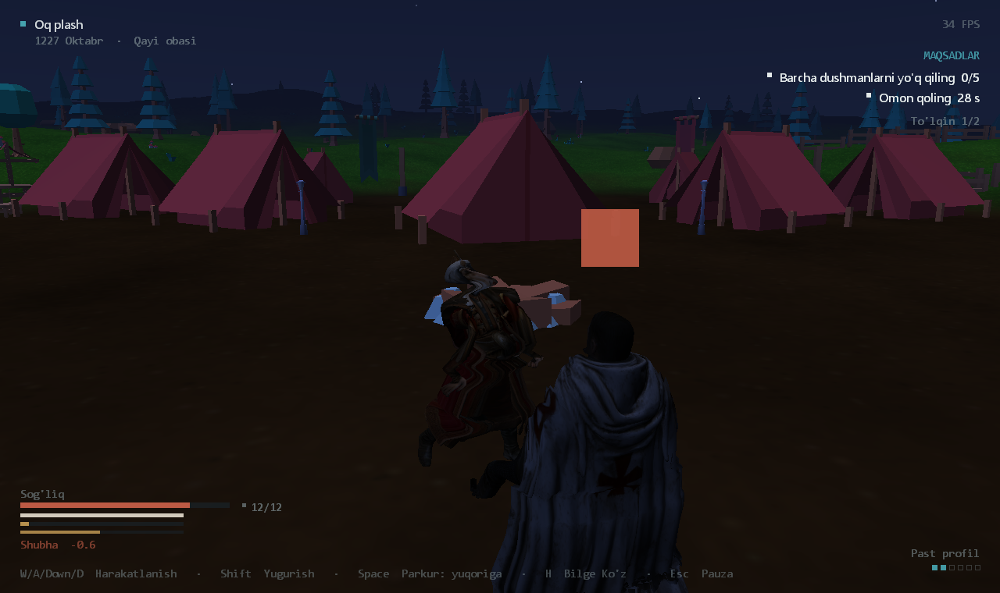 Oq plash
1227 Oktabr · Qayi obasi
34 FPS
MAQSADLAR
Barcha dushmanlarni yo'q qiling 0/5
Omon qoling 28 s
To'lqin 1/2
Sog'liq
12/12
Shubha -0.6
Past profil
W/A/Down/D Harakatlanish · Shift Yugurish · Space Parkur: yuqoriga · H Bilge Ko'z · Esc Pauza